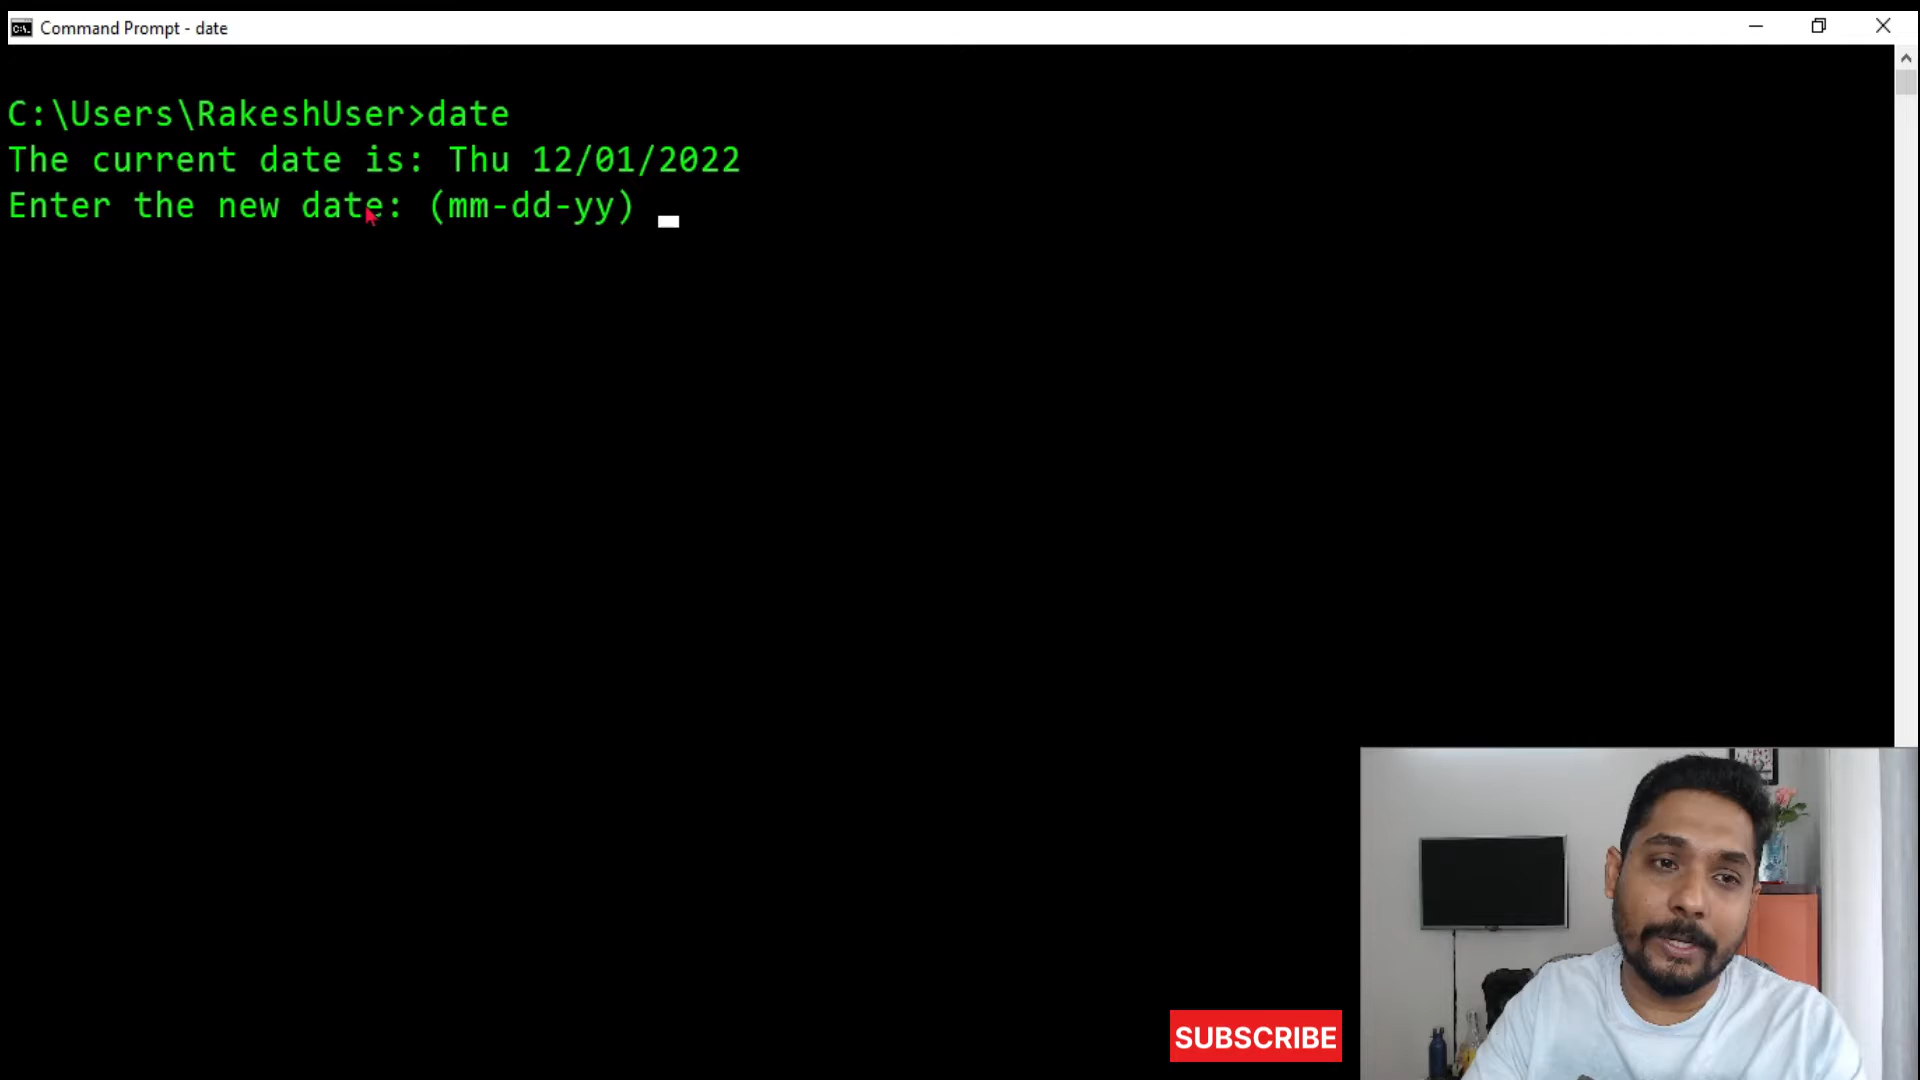 Command Prompt - date
C:\Users\RakeshUser>date
The current date is: Thu 12/01/2022
Enter the new date: (mm-dd-yy)
SUBSCRIBE